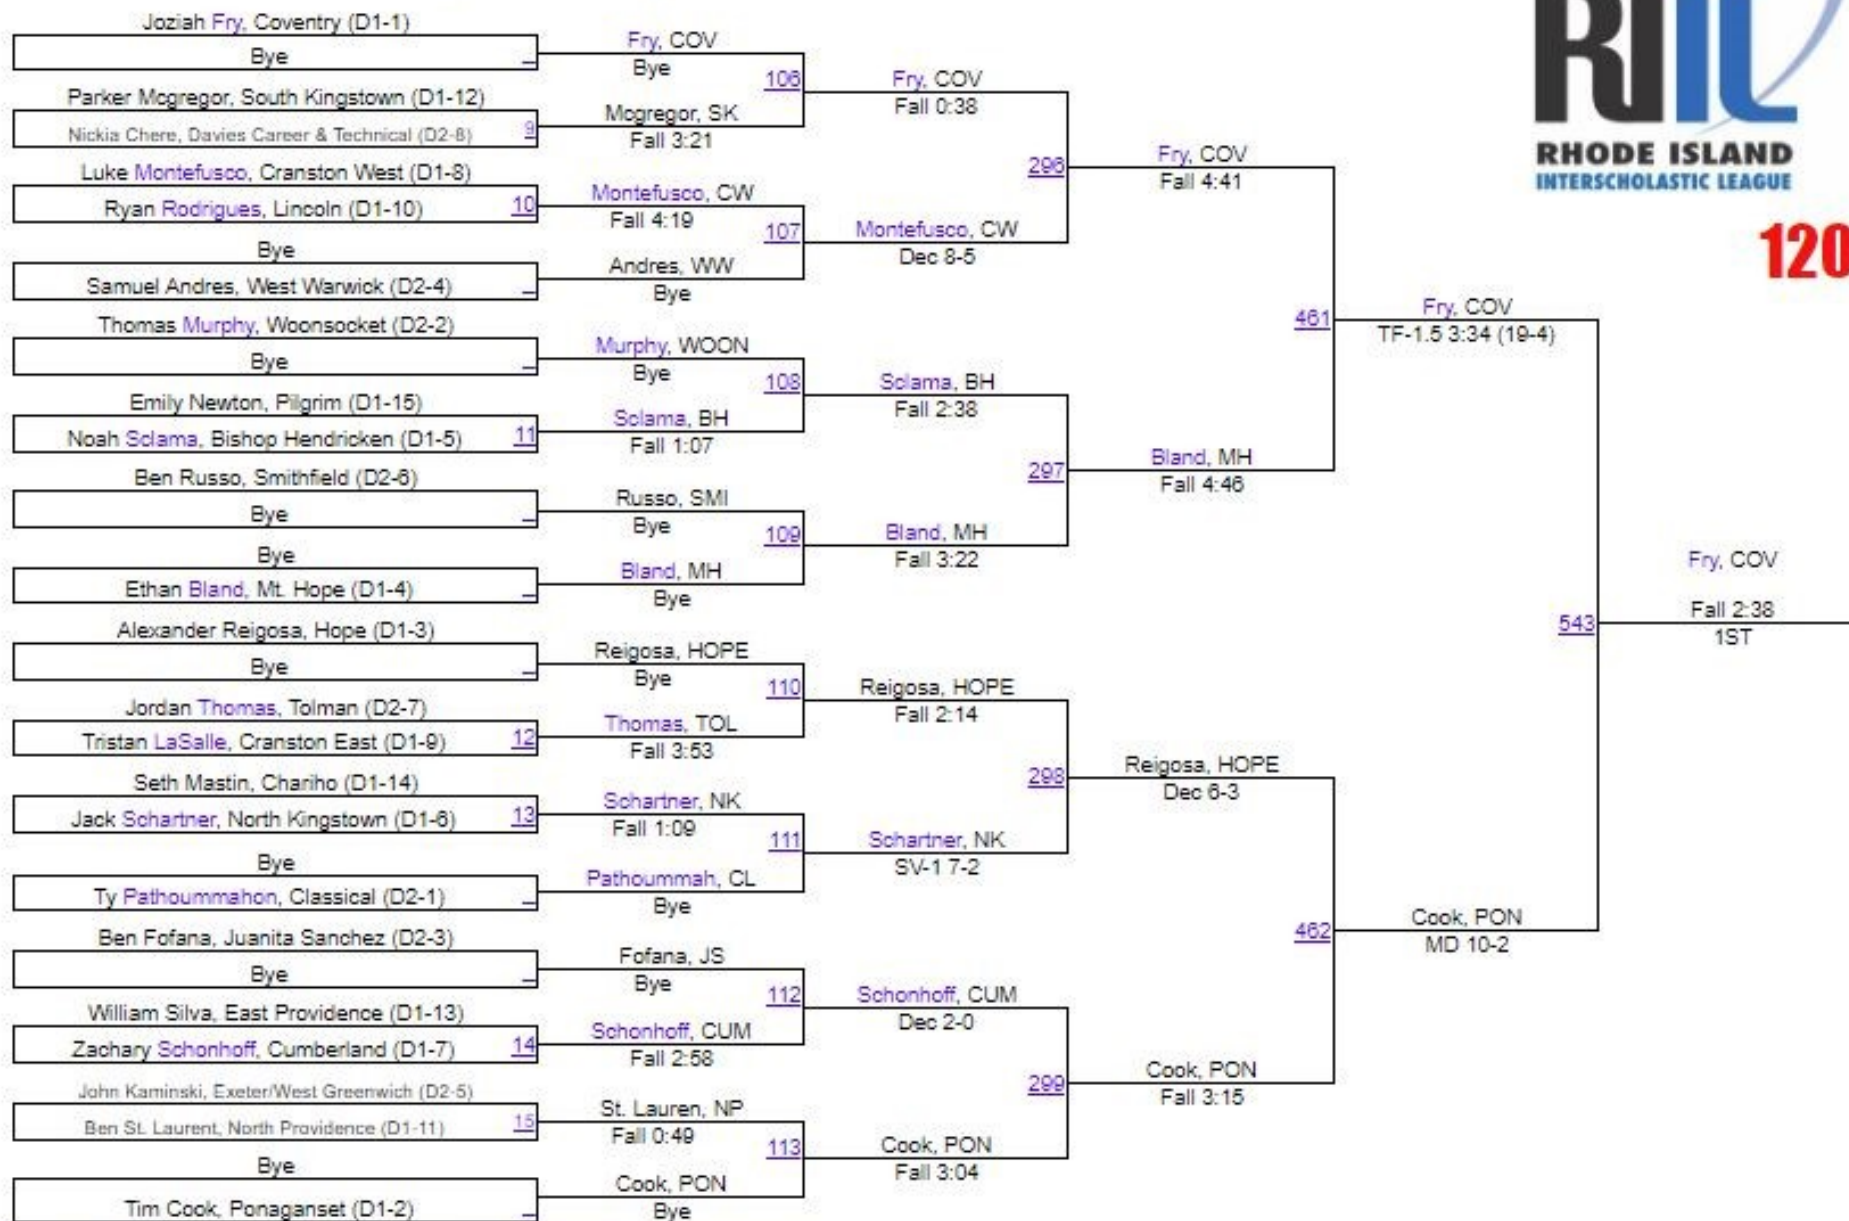 Joziah Fry, Coventry (D1-1)
Bye
Parker Mcgregor, South Kingstown (D1-12)
Nickia Chere, Davies Career & Technical (D2-8)
9
Luke Montefusco, Cranston West (D1-8)
Ryan Rodrigues, Lincoln (D1-10)
10
Bye
Samuel Andres, West Warwick (D2-4)
Thomas Murphy, Woonsocket (D2-2)
Bye
Emily Newton, Pilgrim (D1-15)
Noah Sclama, Bishop Hendricken (D1-5)
11
Ben Russo, Smithfield (D2-6)
Bye
Bye
Ethan Bland, Mt. Hope (D1-4)
Alexander Reigosa, Hope (D1-3)
Bye
Jordan Thomas, Tolman (D2-7)
Tristan LaSalle, Cranston East (D1-9)
12
Seth Mastin, Chariho (D1-14)
Jack Schartner, North Kingstown (D1-6)
13
Bye
Ty Pathoummahon, Classical (D2-1)
Ben Fofana, Juanita Sanchez (D2-3)
Bye
William Silva, East Providence (D1-13)
Zachary Schonhoff, Cumberland (D1-7)
14
John Kaminski, Exeter/West Greenwich (D2-5)
Ben St. Laurent, North Providence (D1-11)
15
Bye
Tim Cook, Ponaganset (D1-2)
Fry, COV
Bye
106
Mcgregor, SK
Fall 3:21
Montefusco, CW
Fall 4:19
107
Andres, WW
Bye
Murphy, WOON
Bye
108
Sclama, BH
Fall 1:07
Russo, SMI
Bye
109
Bland, MH
Bye
Reigosa, HOPE
Bye
110
Thomas, TOL
Fall 3:53
Schartner, NK
Fall 1:09
111
Pathoummah, CL
Bye
Fofana, JS
Bye
112
Schonhoff, CUM
Fall 2:58
St. Lauren, NP
Fall 0:49
113
Cook, PON
Bye
Fry, COV
Fall 0:38
296
Montefusco, CW
Dec 8-5
Sclama, BH
Fall 2:38
297
Bland, MH
Fall 3:22
Reigosa, HOPE
Fall 2:14
298
Schartner, NK
SV-1 7-2
Schonhoff, CUM
Dec 2-0
299
Cook, PON
Fall 3:04
Fry, COV
Fall 4:41
461
Bland, MH
Fall 4:46
Reigosa, HOPE
Dec 6-3
462
Cook, PON
Fall 3:15
Fry, COV
TF-1.5 3:34 (19-4)
543
Cook, PON
MD 10-2
Fry, COV
Fall 2:38
1ST
RIIL
RHODE ISLAND
INTERSCHOLASTIC LEAGUE
120